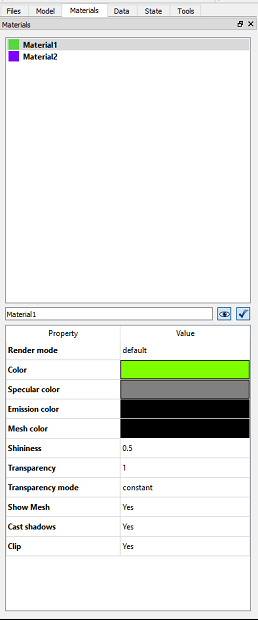 Files Model Materials Data State Tools
Materials
Material1
Material2
Material1
Property Value
Render mode default
Color
Specular color
Emission color
Mesh color
Shininess 0.5
Transparency 1
Transparency mode constant
Show Mesh Yes
Cast shadows Yes
Clip Yes